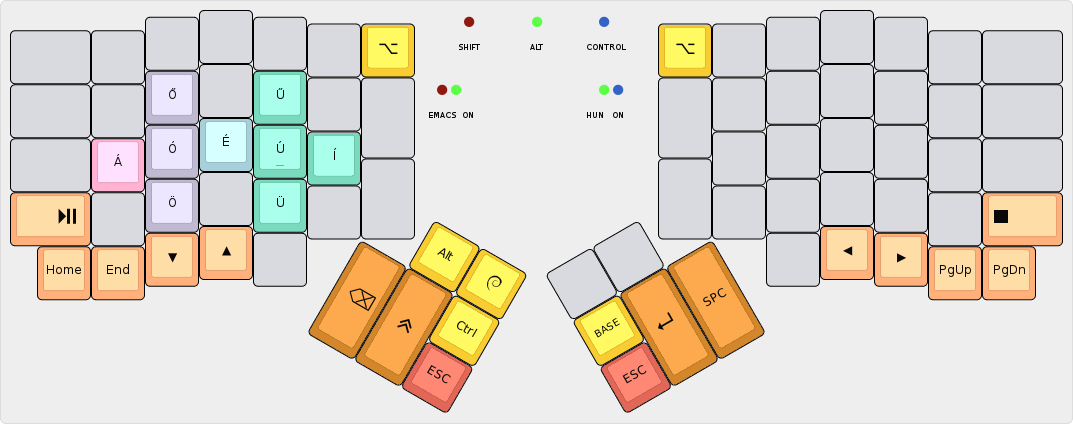 SHIFT ALT CONTROL
EMACS ON HUN ON
Ő Ű
Á Ó É Ú Í
Ö Ü
Home End
PgUp PgDn
Alt
Ctrl
ESC
BASE SPC
ESC